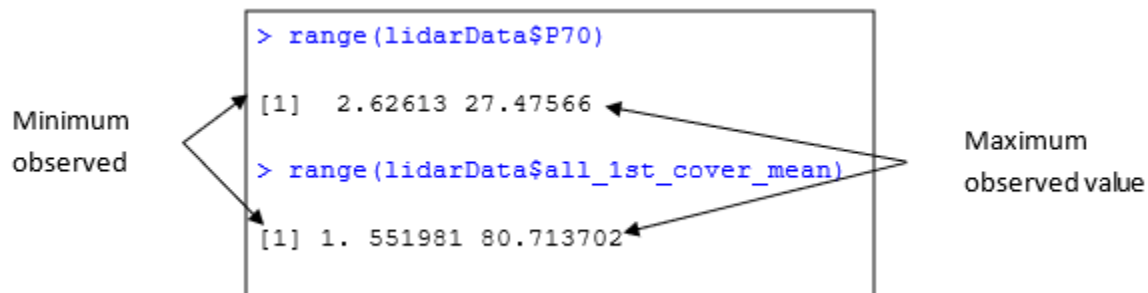 > range(lidarData$P70)
[1]  2.62613 27.47566
Minimum
observed
Maximum
observed value
> range(lidarData$all_1st_cover_mean)
[1] 1. 551981 80.713702